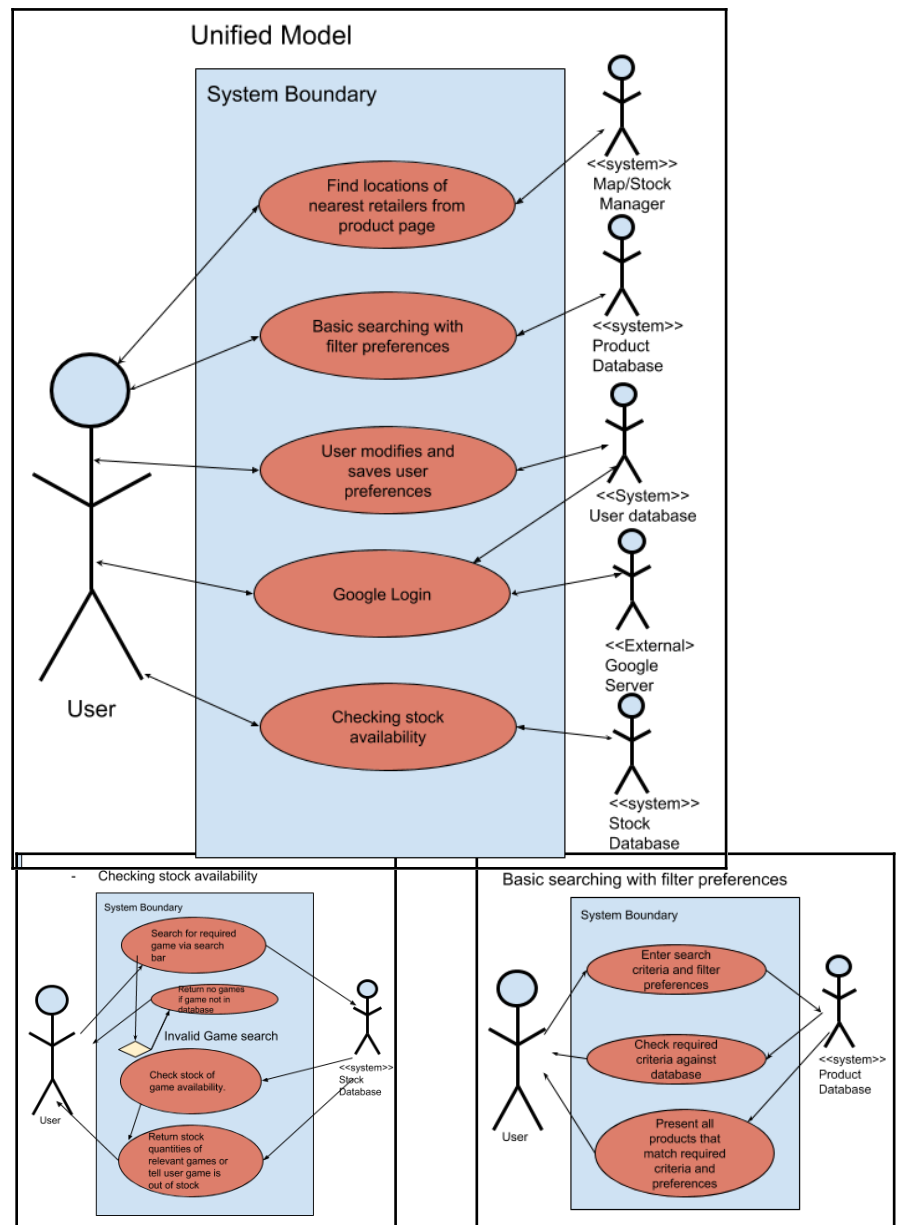 Unified Model
System Boundary
Find locations of
nearest retailers from
product page
<<system>>
Map/Stock
Manager
Basic searching with
filter preferences
<<system>>
Product
Database
User modifies and
saves user
preferences
<<System>>
User database
Google Login
<<External>
Google
Server
User
Checking stock
availability
<<system>>
Stock
Database
- Checking stock availability
System Boundary
Search for required
game via search
bar
Return no games
if game not in
database
Invalid Game search
Check stock of
game availability.
<<system>>
Stock
Database
User
Return stock
quantities of
relevant games or
tell user game is
out of stock
Basic searching with filter preferences
System Boundary
Enter search
criteria and filter
preferences
Check required
criteria against
database
<<system>>
Product
Database
User
Present all
products that
match required
criteria and
preferences